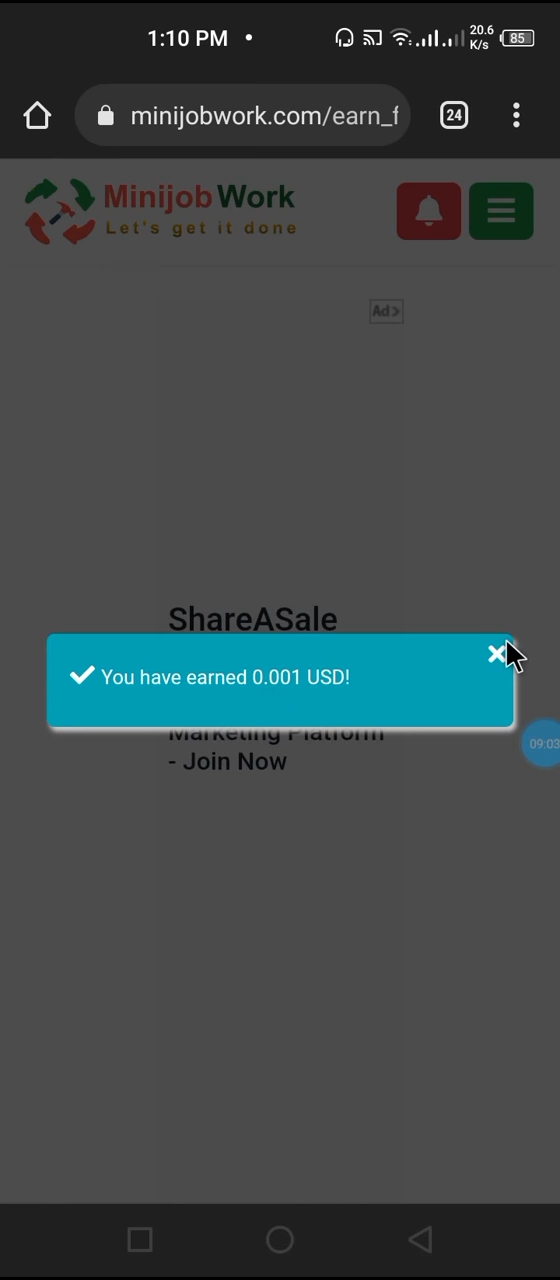 1:10 PM
20.6
K/s
85
minijobwork.com/earn_f
24
Minijob Work
Let's get it done
Ad
ShareASale
You have earned 0.001 USD!
Marketing Platform
- Join Now
09:03